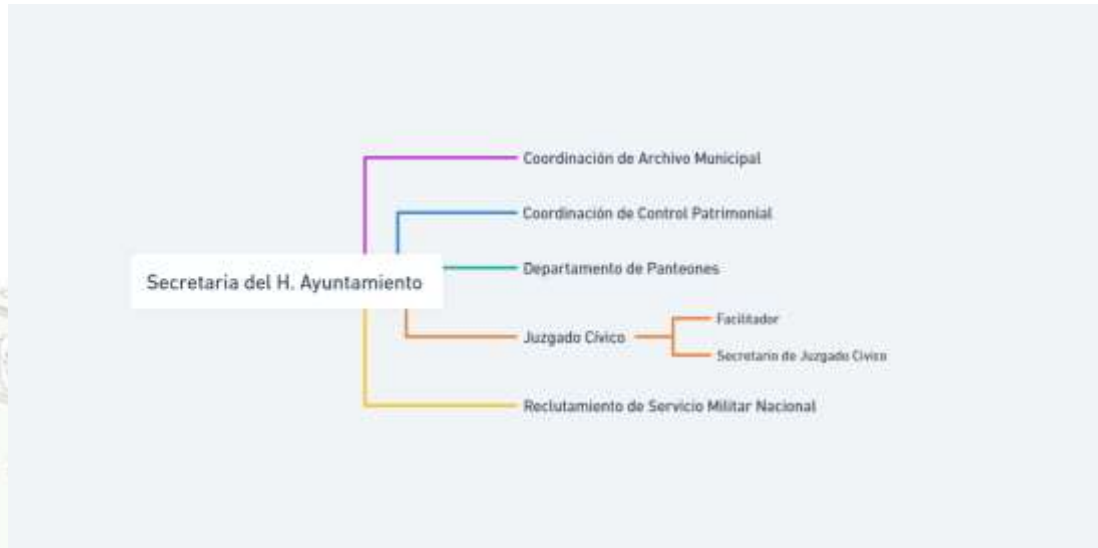 Coordinación de Archivo Municipal
Coordinación de Control Patrimonial
Secretaria del H. Ayuntamiento
Departamento de Panteones
Juzgado Cívico
Facilitador
Secretario de Juzgado Cívico
Reclutamiento de Servicio Militar Nacional